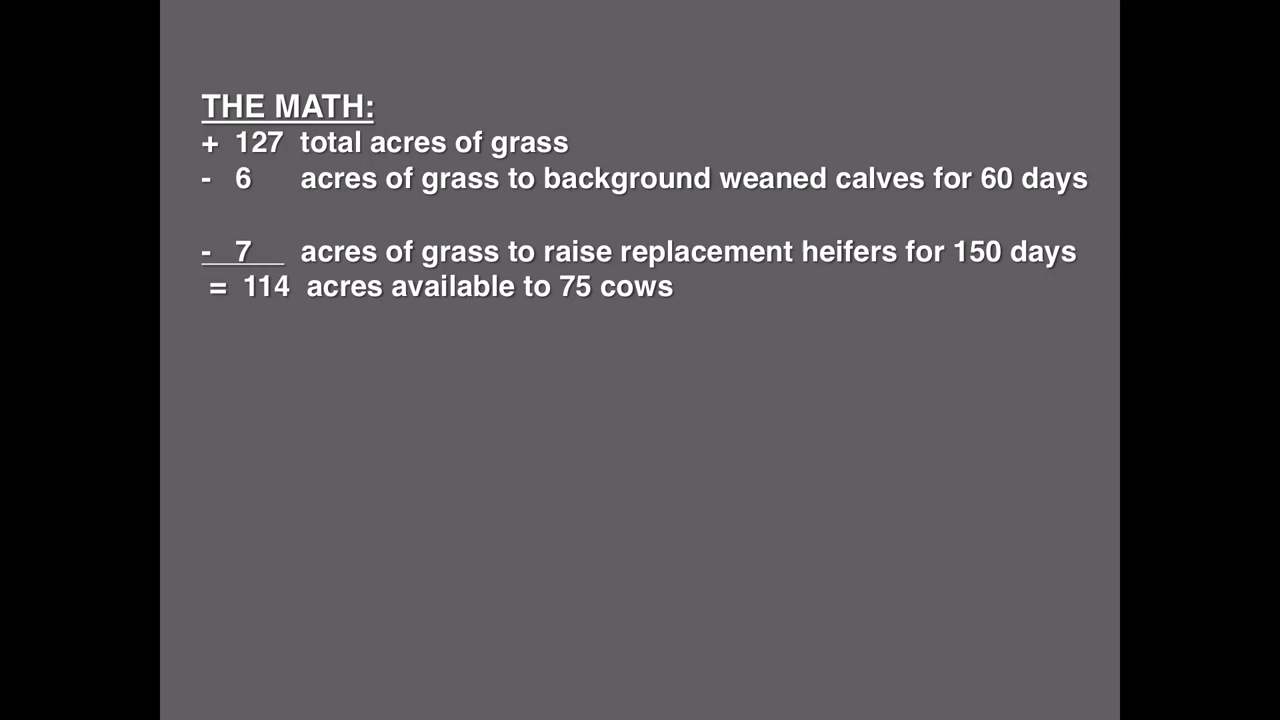 THE MATH:
+ 127 total acres of grass
- 6 acres of grass to background weaned calves for 60 days
- 7 acres of grass to raise replacement heifers for 150 days
= 114 acres available to 75 cows